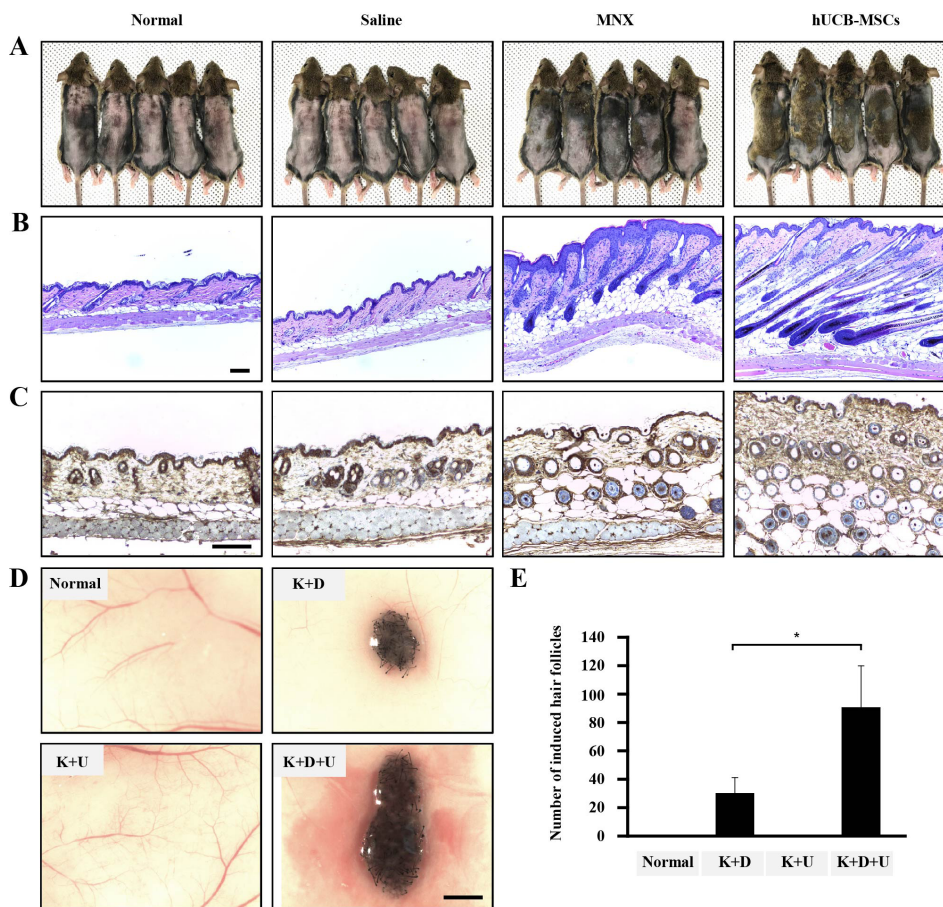 Normal Saline MNX hUCB-MSCs
A
B
C
D Normal K+D E
K+U K+D+U
Number of induced hair follicles
140
120
100
80
60
40
20
0
*
Normal K+D K+U K+D+U